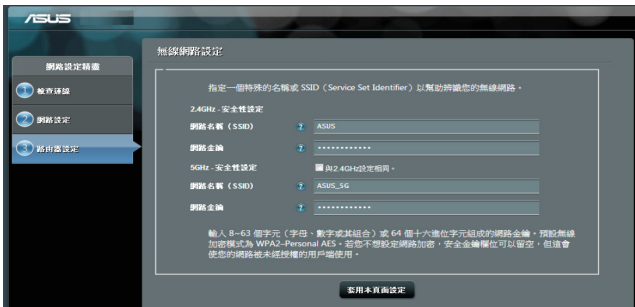 ASUS
網路設定精靈
1 檢查連線
2 網路設定
3 路由器設定
無線網路設定
指定一個特殊的名稱或 SSID（Service Set Identifier）以幫助辨識您的無線網路。
2.4GHz - 安全性設定
網路名稱（SSID） ? ASUS
網路金鑰 ? ••••••••••••
5GHz - 安全性設定 與2.4GHz設定相同。
網路名稱（SSID） ? ASUS_5G
網路金鑰 ? ••••••••••••
輸入 8~63 個字元（字母、數字或其組合）或 64 個十六進位字元組成的網路金鑰。預設無線
加密模式為 WPA2-Personal AES。若您不想設定網路加密，安全金鑰欄位可以留空，但這會
使您的網路被未經授權的用戶端使用。
套用本頁面設定